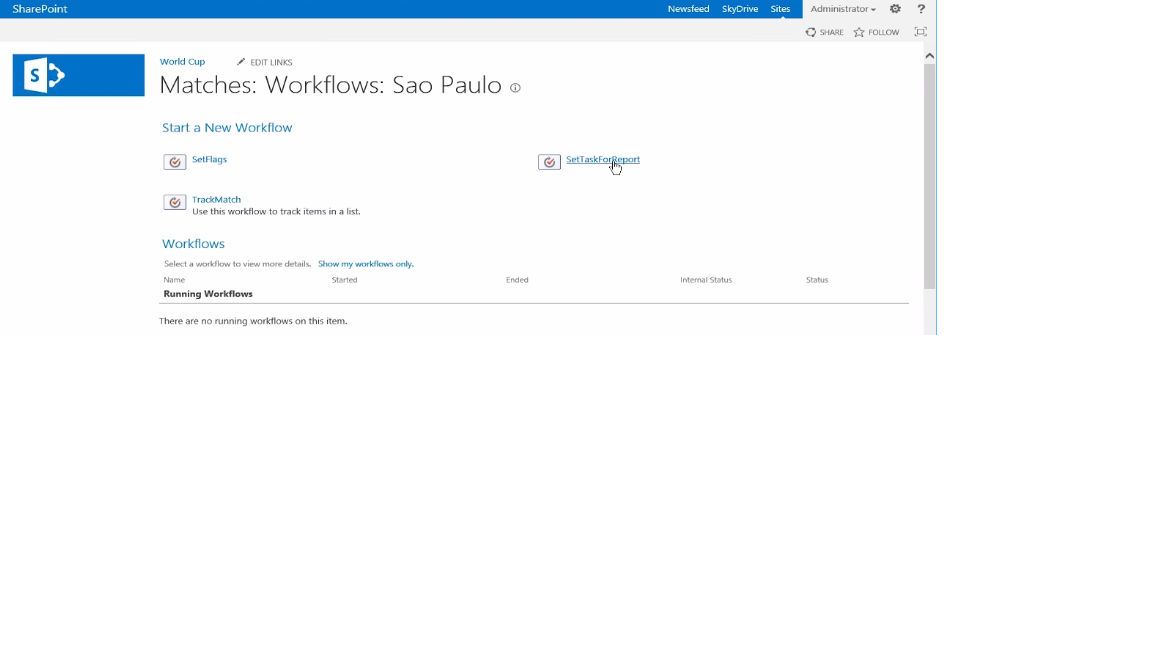 SharePoint Newsfeed SkyDrive Sites Administrator ?
SHARE FOLLOW
S
World Cup EDIT LINKS
Matches: Workflows: Sao Paulo
Start a New Workflow
SetFlags SetTaskForReport
TrackMatch
Use this workflow to track items in a list.
Workflows
Select a workflow to view more details. Show my workflows only.
Name Started Ended Internal Status Status
Running Workflows
There are no running workflows on this item.